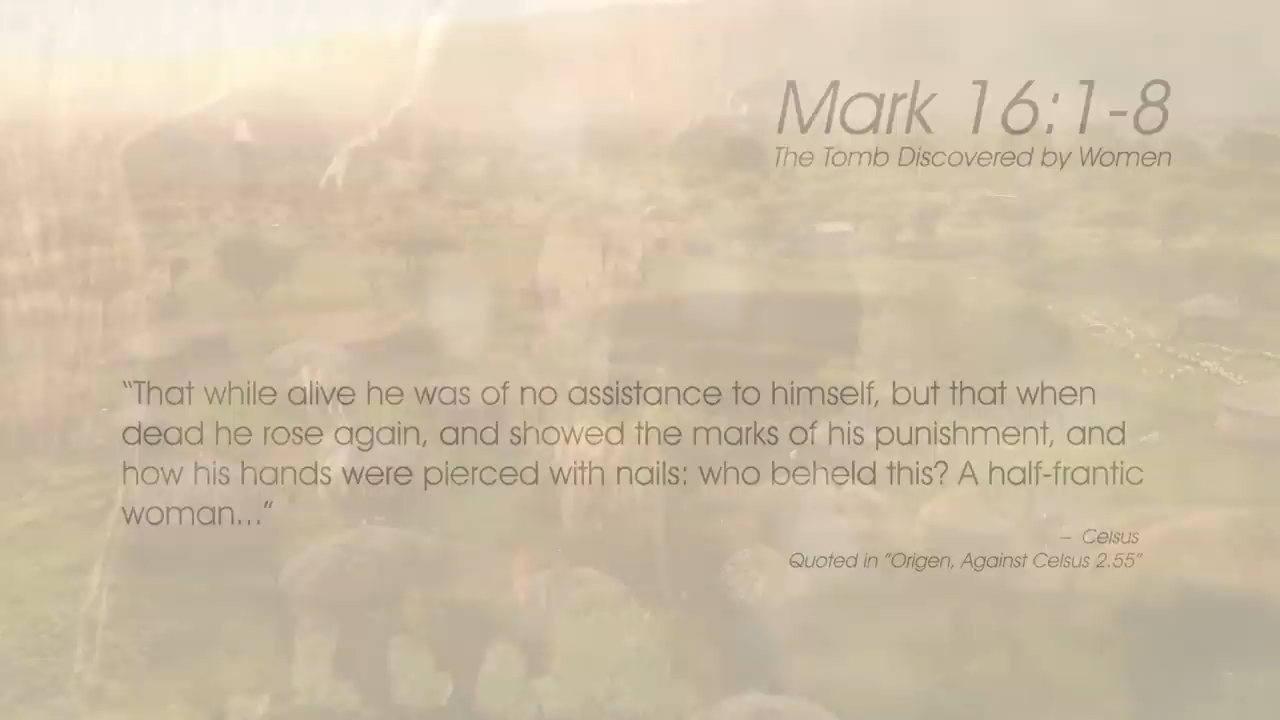 Mark 16:1-8
The Tomb Discovered by Women
“That while alive he was of no assistance to himself, but that when
dead he rose again, and showed the marks of his punishment, and
how his hands were pierced with nails: who beheld this? A half-frantic
woman...“
– Celsus
Quoted in “Origen, Against Celsus 2.55”